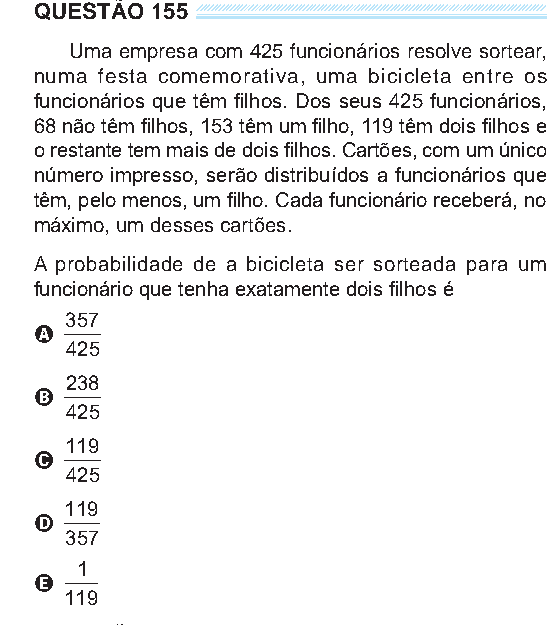 QUESTÃO 155
Uma empresa com 425 funcionários resolve sortear,
numa festa comemorativa, uma bicicleta entre os
funcionários que têm filhos. Dos seus 425 funcionários,
68 não têm filhos, 153 têm um filho, 119 têm dois filhos e
o restante tem mais de dois filhos. Cartões, com um único
número impresso, serão distribuídos a funcionários que
têm, pelo menos, um filho. Cada funcionário receberá, no
máximo, um desses cartões.
A probabilidade de a bicicleta ser sorteada para um
funcionário que tenha exatamente dois filhos é
A 357/425
B 238/425
C 119/425
D 119/357
E 1/119